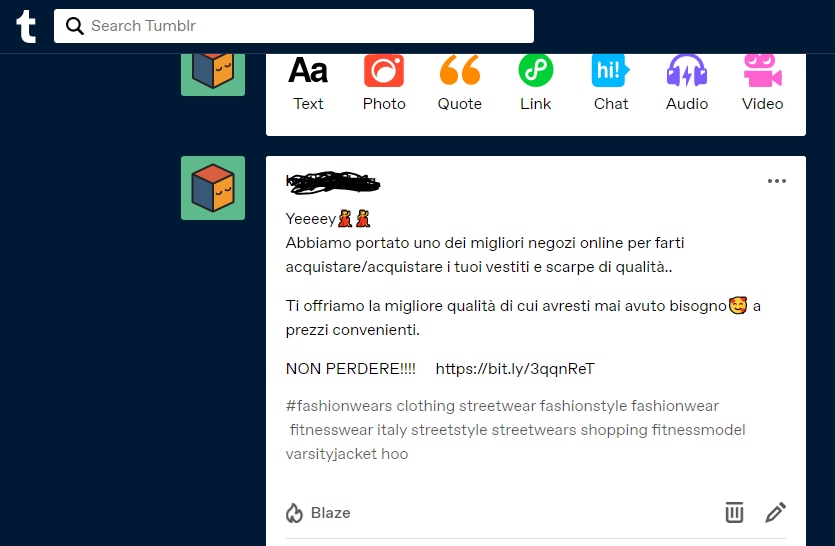 t
Search Tumblr
Aa
hi!
Text Photo Quote Link Chat Audio Video
Yeeeey💃💃
Abbiamo portato uno dei migliori negozi online per farti
acquistare/acquistare i tuoi vestiti e scarpe di qualità..
Ti offriamo la migliore qualità di cui avresti mai avuto bisogno🥰 a
prezzi convenienti.
NON PERDERE!!!! https://bit.ly/3qqnReT
#fashionwears clothing streetwear fashionstyle fashionwear
fitnesswear italy streetstyle streetwears shopping fitnessmodel
varsityjacket hoo
Blaze